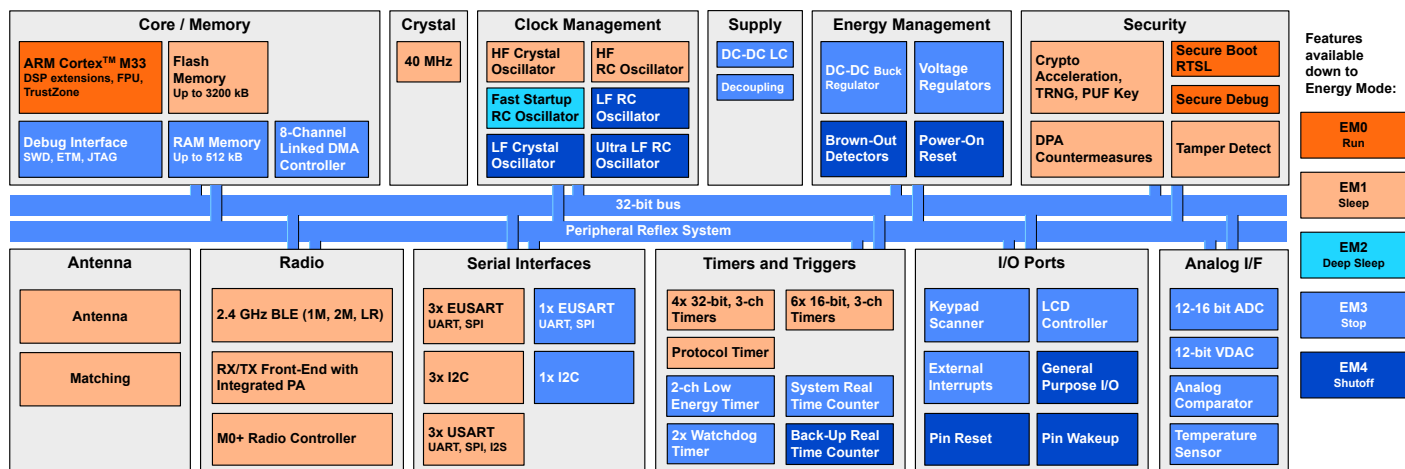 Core / Memory
ARM Cortex™ M33
DSP extensions, FPU,
TrustZone
Flash
Memory
Up to 3200 kB
Debug Interface
SWD, ETM, JTAG
RAM Memory
Up to 512 kB
8-Channel
Linked DMA
Controller
Crystal
40 MHz
Clock Management
HF Crystal
Oscillator
HF
RC Oscillator
Fast Startup
RC Oscillator
LF RC
Oscillator
LF Crystal
Oscillator
Ultra LF RC
Oscillator
Supply
DC-DC LC
Decoupling
Energy Management
DC-DC Buck
Regulator
Voltage
Regulators
Brown-Out
Detectors
Power-On
Reset
Security
Crypto
Acceleration,
TRNG, PUF Key
Secure Boot
RTSL
Secure Debug
DPA
Countermeasures
Tamper Detect
Features
available
down to
Energy Mode:
EM0
Run
EM1
Sleep
EM2
Deep Sleep
EM3
Stop
EM4
Shutoff
32-bit bus
Peripheral Reflex System
Antenna
Antenna
Matching
Radio
2.4 GHz BLE (1M, 2M, LR)
RX/TX Front-End with
Integrated PA
M0+ Radio Controller
Serial Interfaces
3x EUSART
UART, SPI
1x EUSART
UART, SPI
3x I2C
1x I2C
3x USART
UART, SPI, I2S
Timers and Triggers
4x 32-bit, 3-ch
Timers
6x 16-bit, 3-ch
Timers
Protocol Timer
2-ch Low
Energy Timer
System Real
Time Counter
2x Watchdog
Timer
Back-Up Real
Time Counter
I/O Ports
Keypad
Scanner
LCD
Controller
External
Interrupts
General
Purpose I/O
Pin Reset
Pin Wakeup
Analog I/F
12-16 bit ADC
12-bit VDAC
Analog
Comparator
Temperature
Sensor